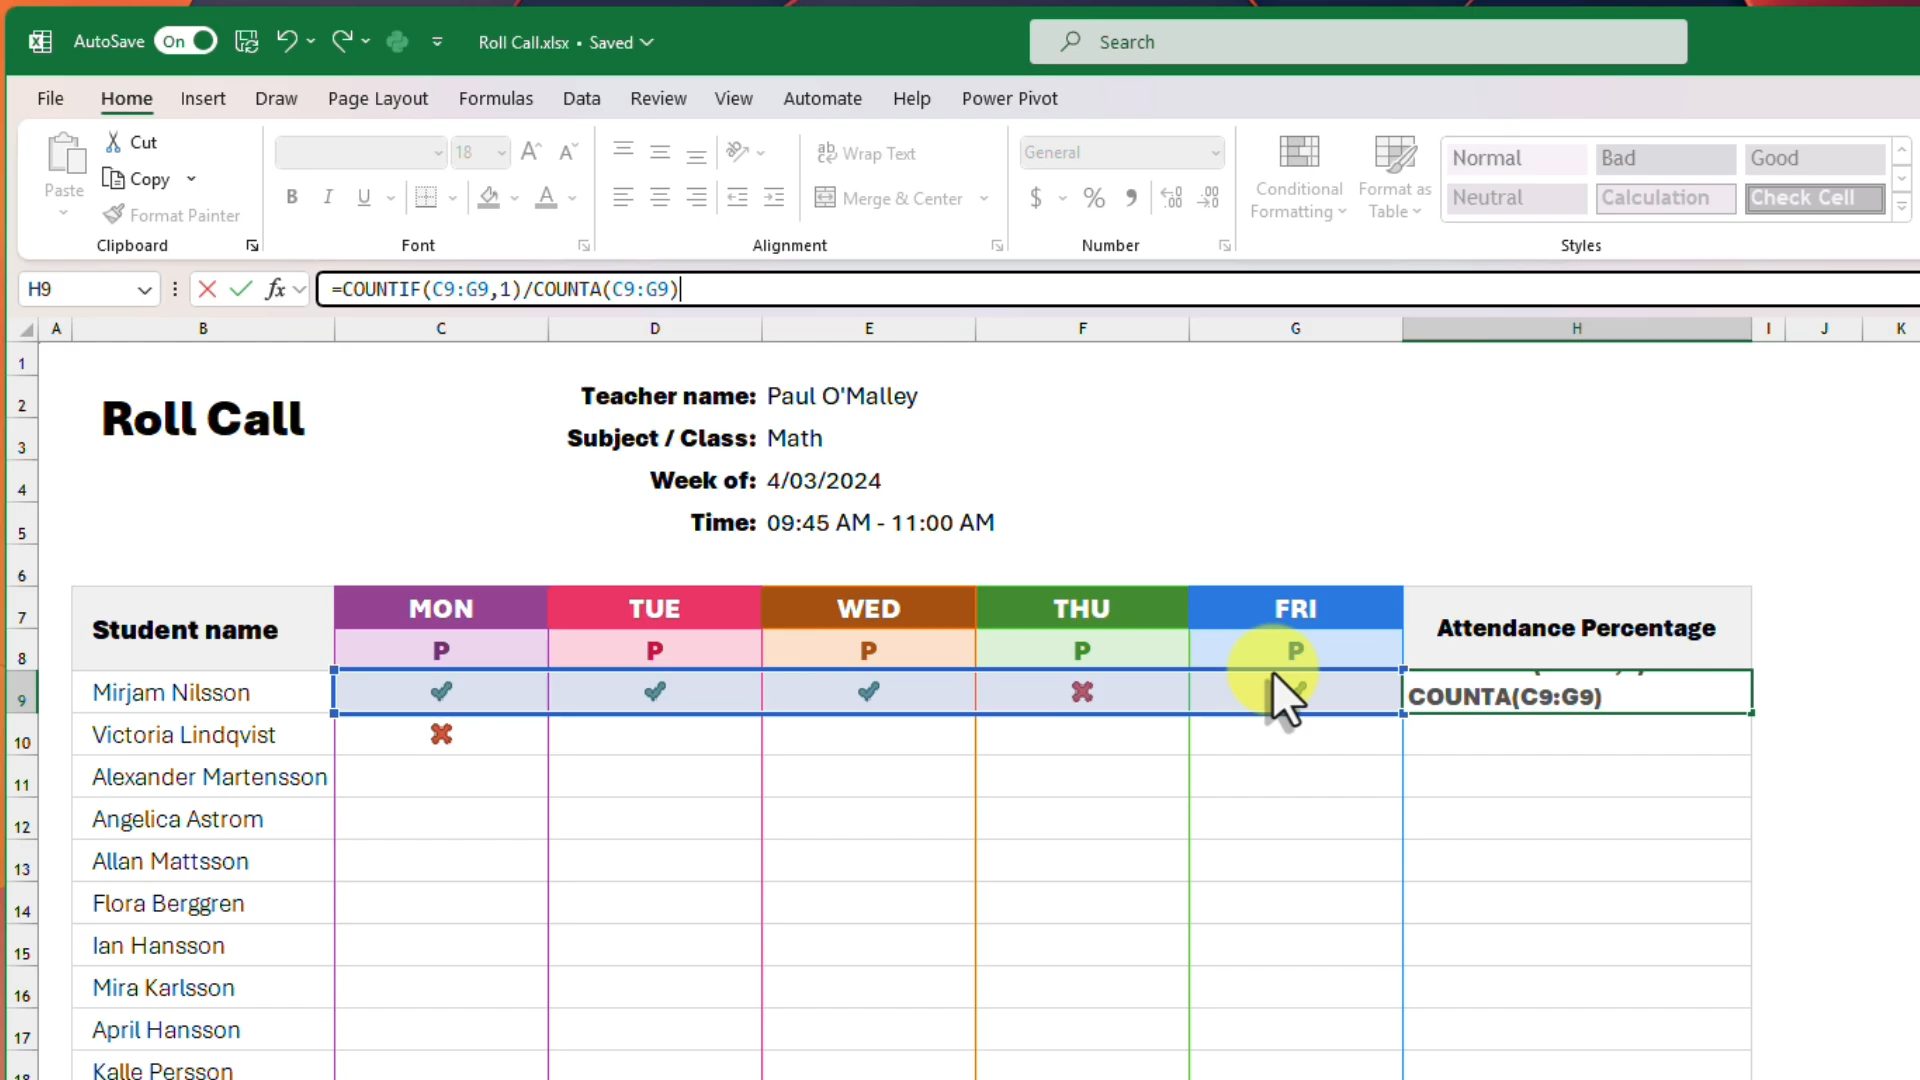 AutoSave On Roll Call.xlsx • Saved Search
File Home Insert Draw Page Layout Formulas Data Review View Automate Help Power Pivot
Paste Cut Copy Format Painter Clipboard
18 B I U A Font
ab Wrap Text Merge & Center Alignment
General $ % Number
Conditional Formatting Format as Table
Normal Bad Good
Neutral Calculation Check Cell
Styles
H9 fx =COUNTIF(C9:G9,1)/COUNTA(C9:G9)
A B C D E F G H I J K
1
2 Teacher name: Paul O'Malley
Roll Call
3 Subject / Class: Math
4 Week of: 4/03/2024
5 Time: 09:45 AM - 11:00 AM
6
7 Student name MON TUE WED THU FRI Attendance Percentage
8 P P P P P
9 Mirjam Nilsson COUNTA(C9:G9)
10 Victoria Lindqvist
11 Alexander Martensson
12 Angelica Astrom
13 Allan Mattsson
14 Flora Berggren
15 Ian Hansson
16 Mira Karlsson
17 April Hansson
18 Kalle Persson